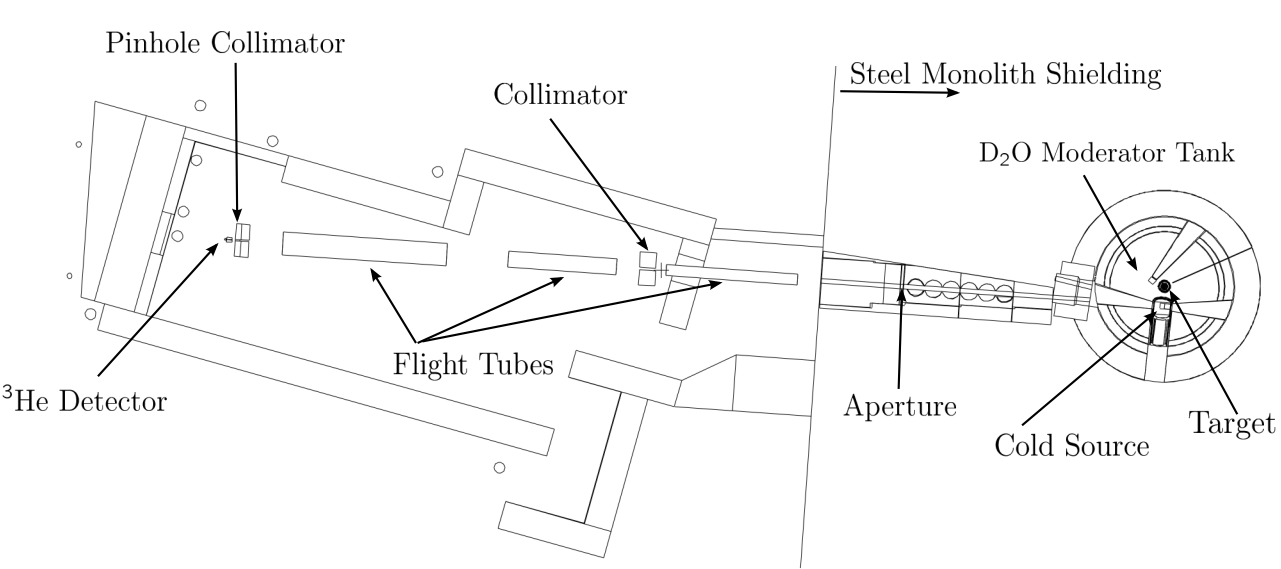 Pinhole Collimator
Steel Monolith Shielding
Collimator
D₂O Moderator Tank
Flight Tubes
³He Detector
Aperture
Target
Cold Source